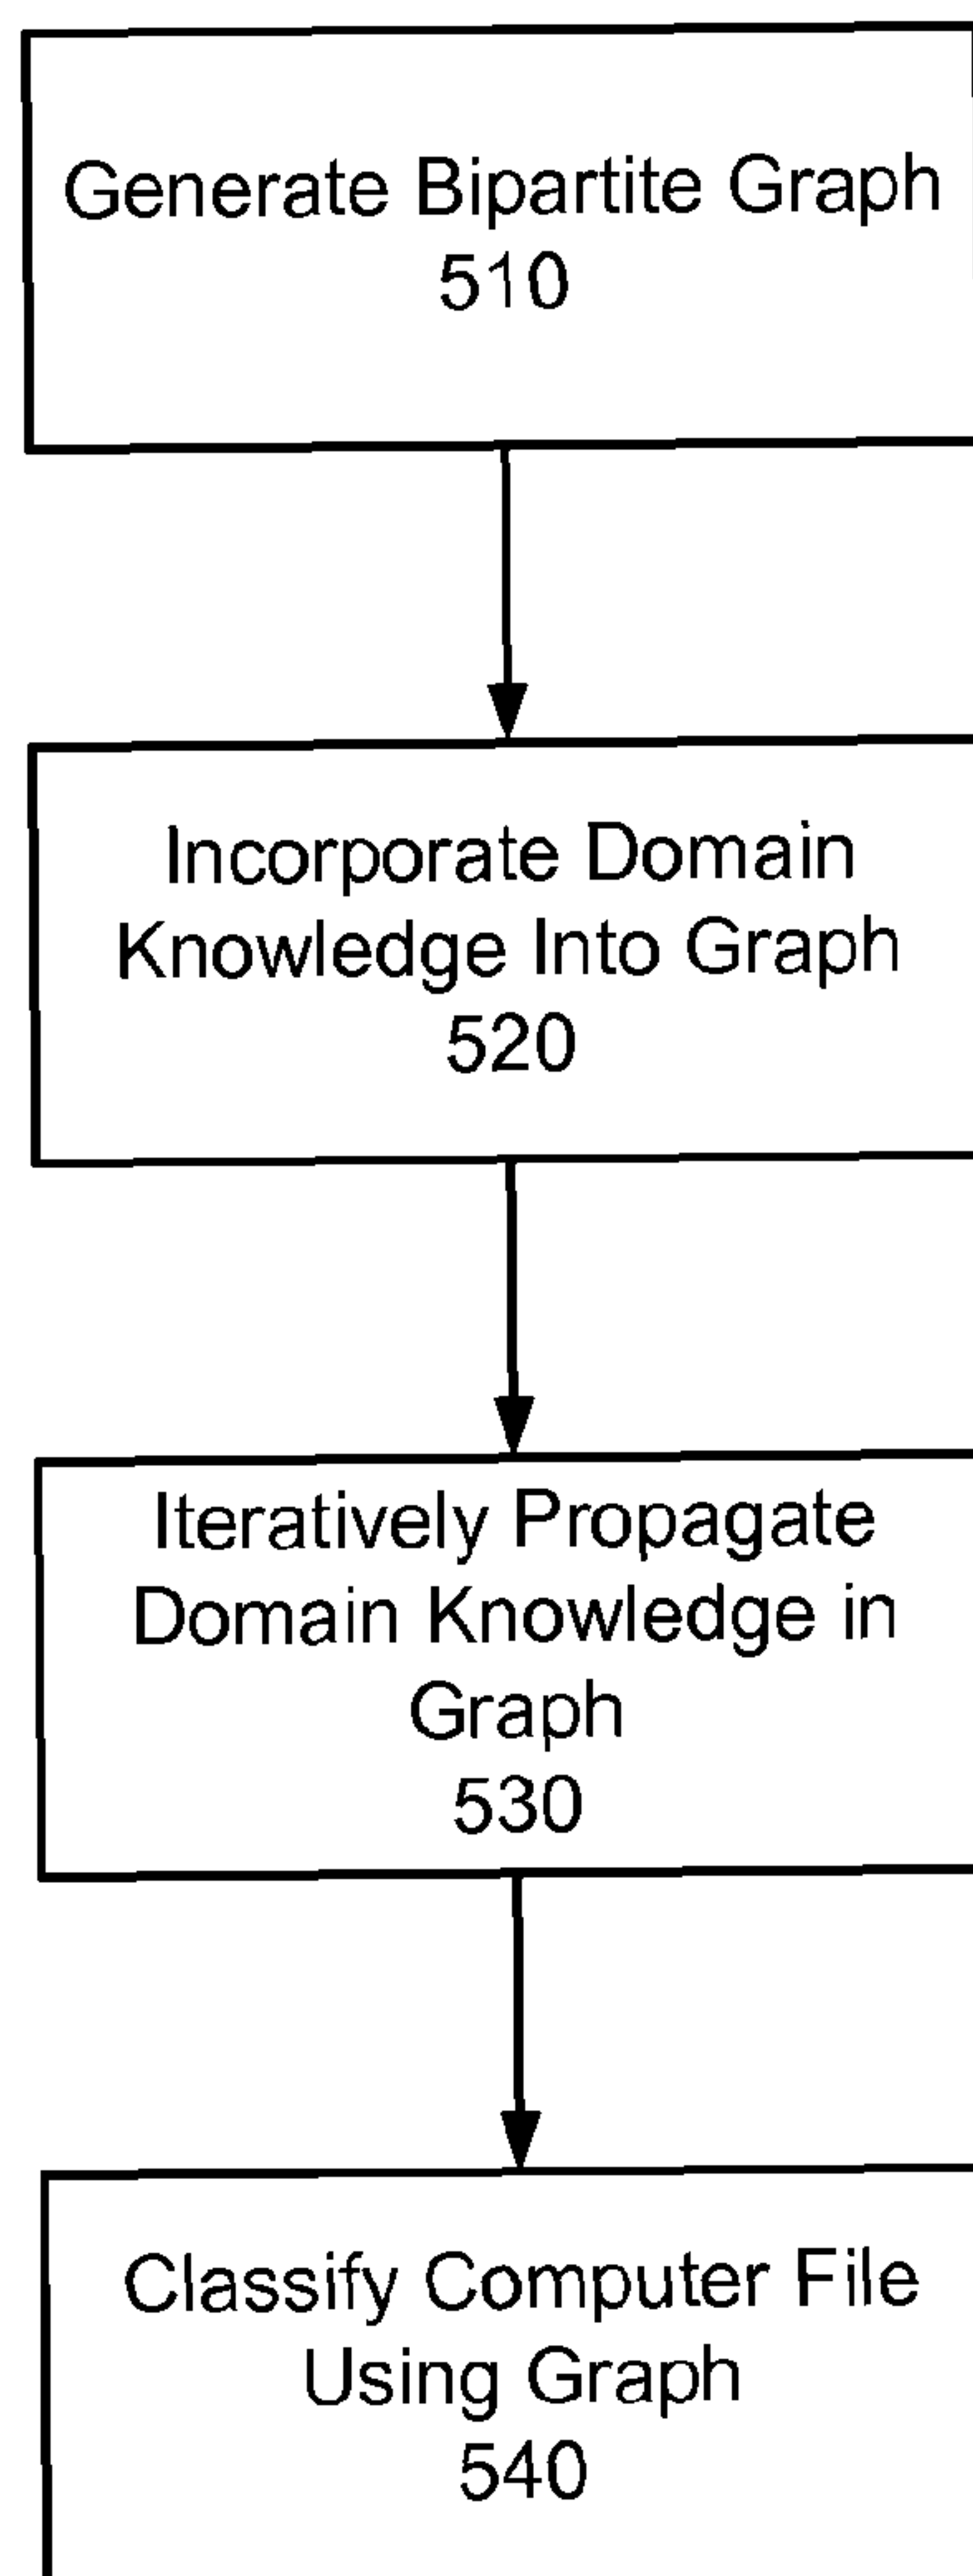 Generate Bipartite Graph
510
Incorporate Domain
Knowledge Into Graph
520
Iteratively Propagate
Domain Knowledge in
Graph
530
Classify Computer File
Using Graph
540